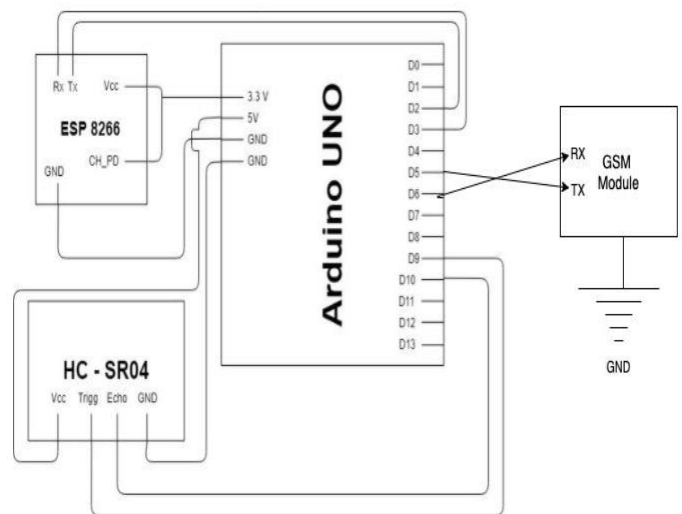 Rx Tx Vcc
ESP 8266
CH_PD
GND
3.3 V
5V
GND
GND
Arduino UNO
D0
D1
D2
D3
D4
D5
D6
D7
D8
D9
D10
D11
D12
D13
RX
GSM
Module
TX
GND
HC - SR04
Vcc Trigg Echo GND